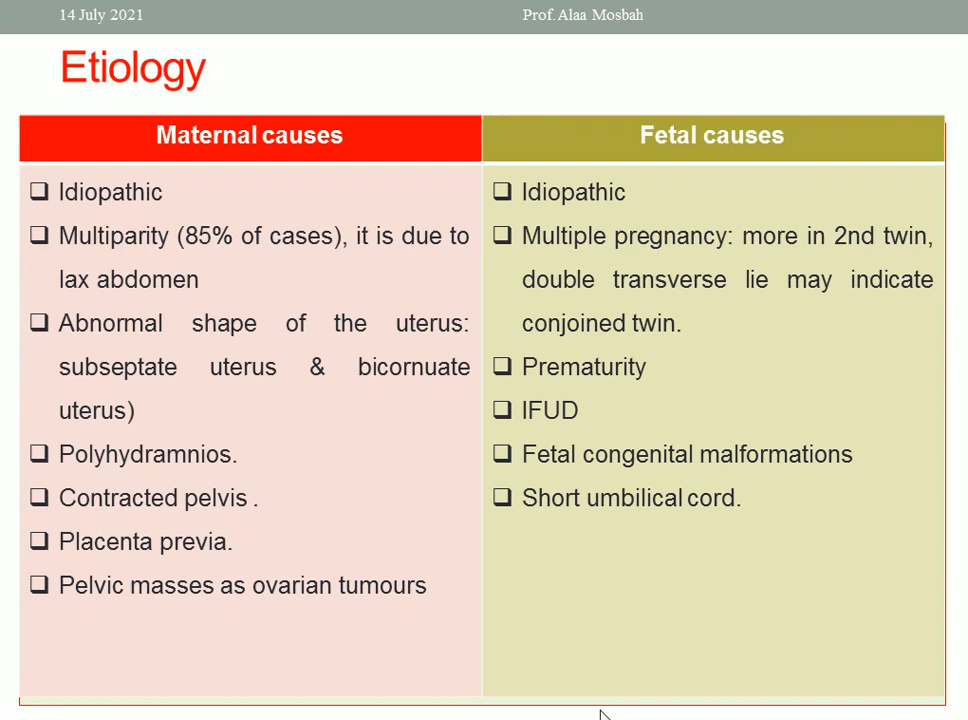 14 July 2021
Prof. Alaa Mosbah
Etiology
Maternal causes
❑ Idiopathic
❑ Multiparity (85% of cases), it is due to
lax abdomen
❑ Abnormal shape of the uterus:
subseptate uterus & bicornuate
uterus)
❑ Polyhydramnios.
❑ Contracted pelvis .
❑ Placenta previa.
❑ Pelvic masses as ovarian tumours
Fetal causes
❑ Idiopathic
❑ Multiple pregnancy: more in 2nd twin,
double transverse lie may indicate
conjoined twin.
❑ Prematurity
❑ IFUD
❑ Fetal congenital malformations
❑ Short umbilical cord.